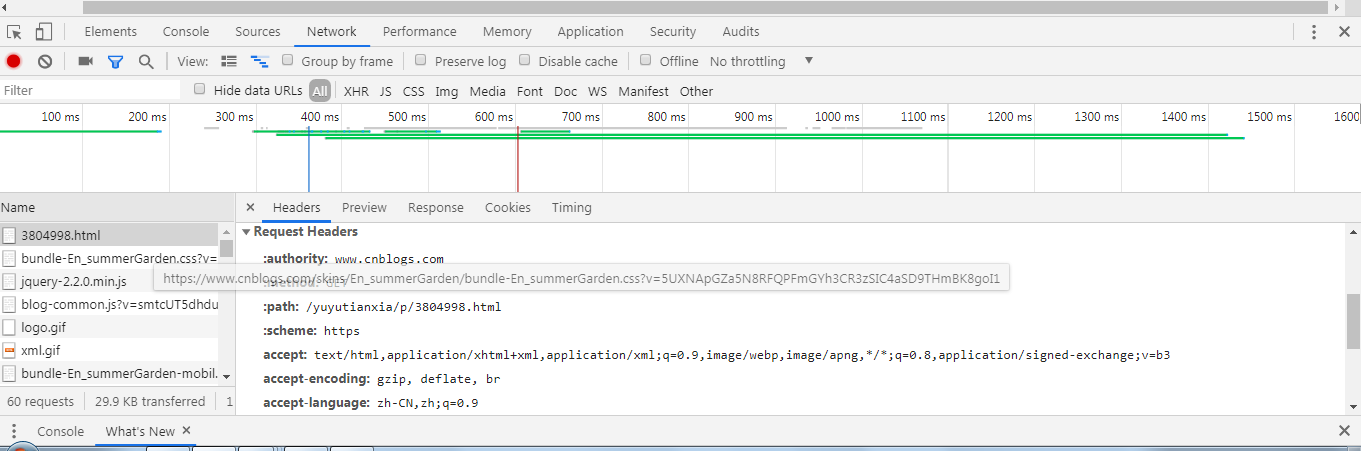 Elements Console Sources Network Performance Memory Application Security Audits
View: Group by frame Preserve log Disable cache Offline No throttling
Filter Hide data URLs All XHR JS CSS Img Media Font Doc WS Manifest Other
100 ms 200 ms 300 ms 400 ms 500 ms 600 ms 700 ms 800 ms 900 ms 1000 ms 1100 ms 1200 ms 1300 ms 1400 ms 1500 ms 1600
Name Headers Preview Response Cookies Timing
3804998.html
bundle-En_summerGarden.css?v=
jquery-2.2.0.min.js
blog-common.js?v=smtcUT5dhdu
logo.gif
xml.gif
bundle-En_summerGarden-mobil.
60 requests 29.9 KB transferred 1
Request Headers
:authority: www.cnblogs.com
https://www.cnblogs.com/skins/En_summerGarden/bundle-En_summerGarden.css?v=5UXNApGZa5N8RFQPFmGYh3CR3zSIC4aSD9THmBK8goI1
:path: /yuyutianxia/p/3804998.html
:scheme: https
accept: text/html,application/xhtml+xml,application/xml;q=0.9,image/webp,image/apng,*/*;q=0.8,application/signed-exchange;v=b3
accept-encoding: gzip, deflate, br
accept-language: zh-CN,zh;q=0.9
Console What's New